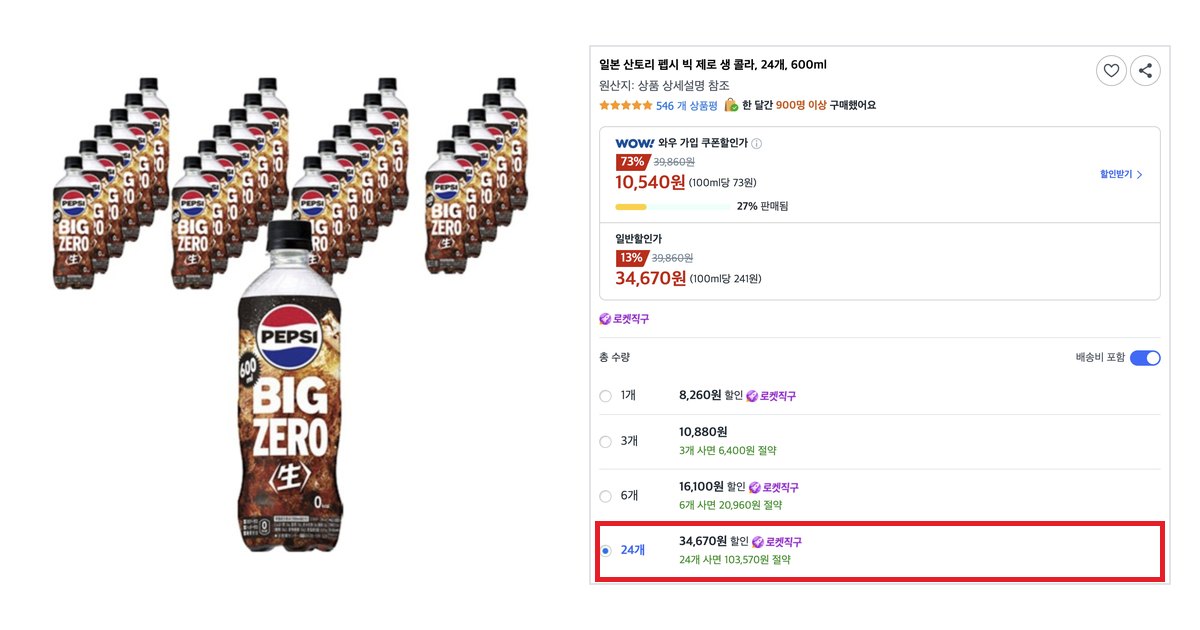 PEPSI
600
ml
BIG
ZERO
〈生〉
0
일본 산토리 펩시 빅 제로 생 콜라, 24개, 600ml
원산지: 상품 상세설명 참조
546 개 상품평 한 달간 900명 이상 구매했어요
WOW! 와우 가입 쿠폰할인가
73% 39,860원
10,540원 (100ml당 73원)
할인받기
27% 판매됨
일반할인가
13% 39,860원
34,670원 (100ml당 241원)
로켓직구
총 수량
배송비 포함
1개 8,260원 할인 로켓직구
3개 10,880원
3개 사면 6,400원 절약
6개 16,100원 할인 로켓직구
6개 사면 20,960원 절약
24개 34,670원 할인 로켓직구
24개 사면 103,570원 절약